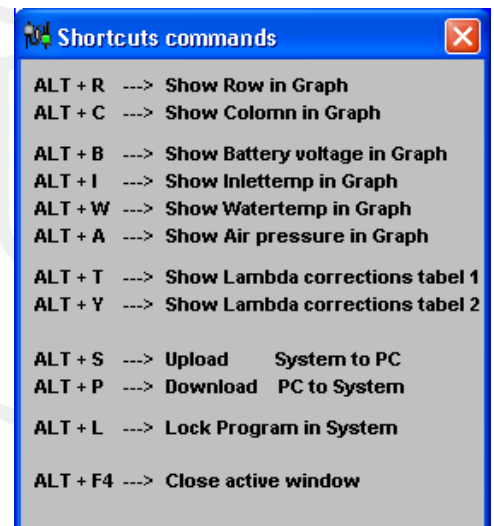 Shortcuts commands
ALT + R ---> Show Row in Graph
ALT + C ---> Show Colomn in Graph
ALT + B ---> Show Battery voltage in Graph
ALT + I ---> Show Inlettemp in Graph
ALT + W ---> Show Watertemp in Graph
ALT + A ---> Show Air pressure in Graph
ALT + T ---> Show Lambda corrections tabel 1
ALT + Y ---> Show Lambda corrections tabel 2
ALT + S ---> Upload System to PC
ALT + P ---> Download PC to System
ALT + L ---> Lock Program in System
ALT + F4 ---> Close active window